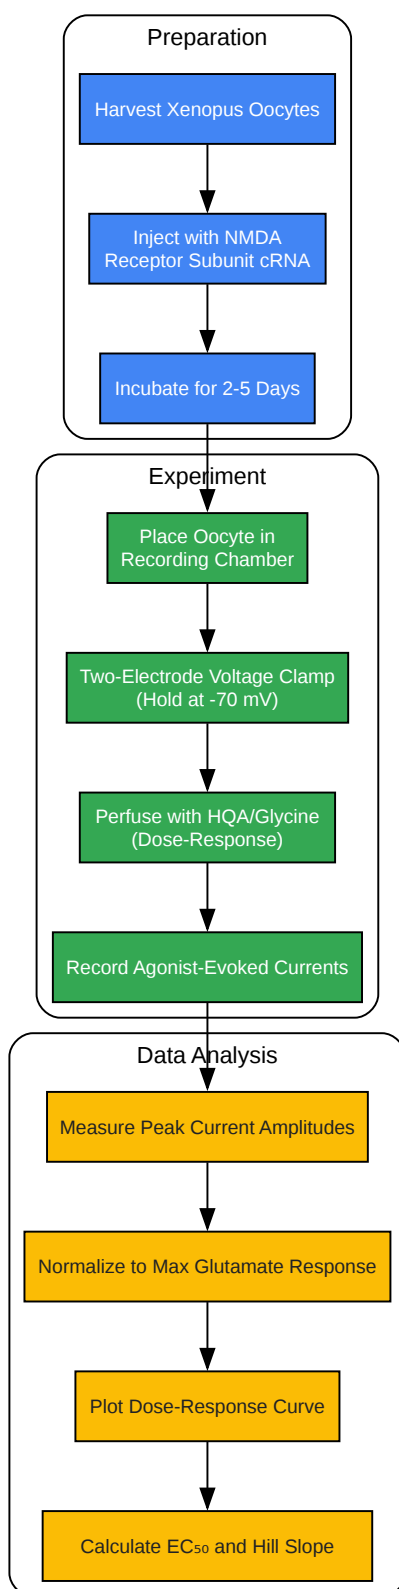 Preparation
Harvest Xenopus Oocytes
Inject with NMDA
Receptor Subunit cRNA
Incubate for 2-5 Days
Experiment
Place Oocyte in
Recording Chamber
Two-Electrode Voltage Clamp
(Hold at -70 mV)
Perfuse with HQA/Glycine
(Dose-Response)
Record Agonist-Evoked Currents
Data Analysis
Measure Peak Current Amplitudes
Normalize to Max Glutamate Response
Plot Dose-Response Curve
Calculate EC₅₀ and Hill Slope